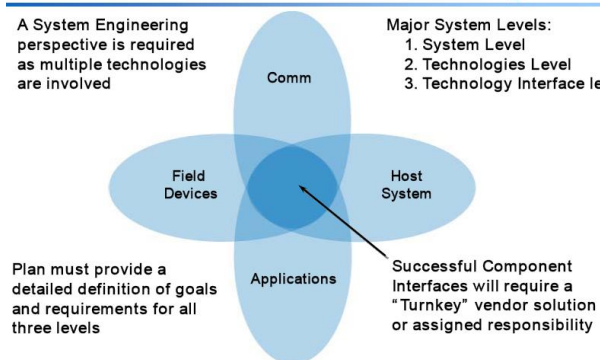 A System Engineering
perspective is required
as multiple technologies
are involved
Major System Levels:
1. System Level
2. Technologies Level
3. Technology Interface le
Comm
Field
Devices
Host
System
Applications
Plan must provide a
detailed definition of goals
and requirements for all
three levels
Successful Component
Interfaces will require a
“Turnkey” vendor solution
or assigned responsibility